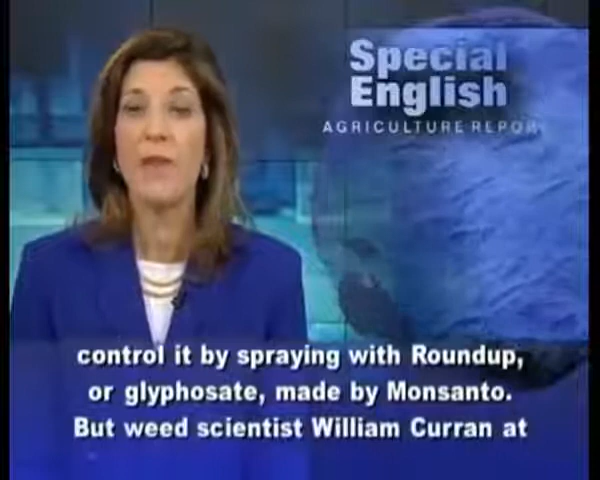 Special
English
AGRICULTURE REPORT
control it by spraying with Roundup,
or glyphosate, made by Monsanto.
But weed scientist William Curran at